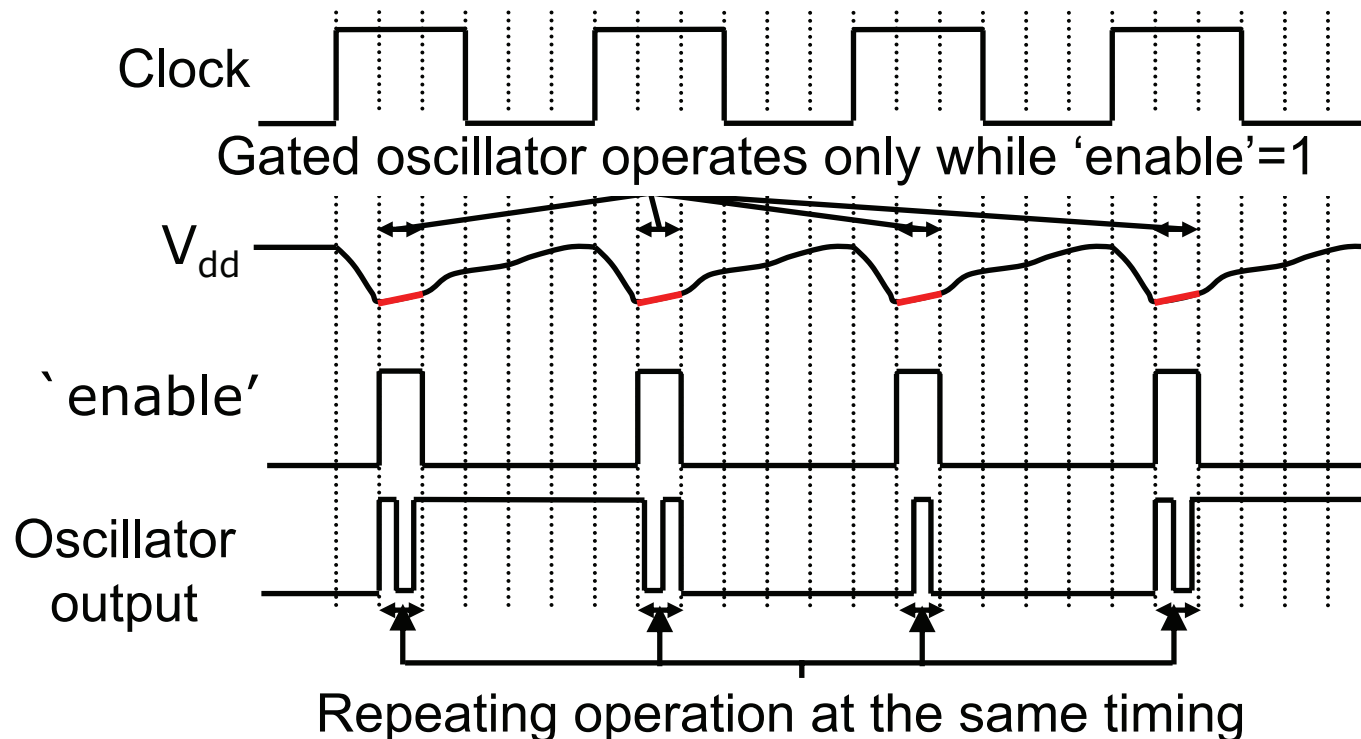 Clock
Gated oscillator operates only while ‘enable’=1
Vdd
`enable’
Oscillator
output
Repeating operation at the same timing